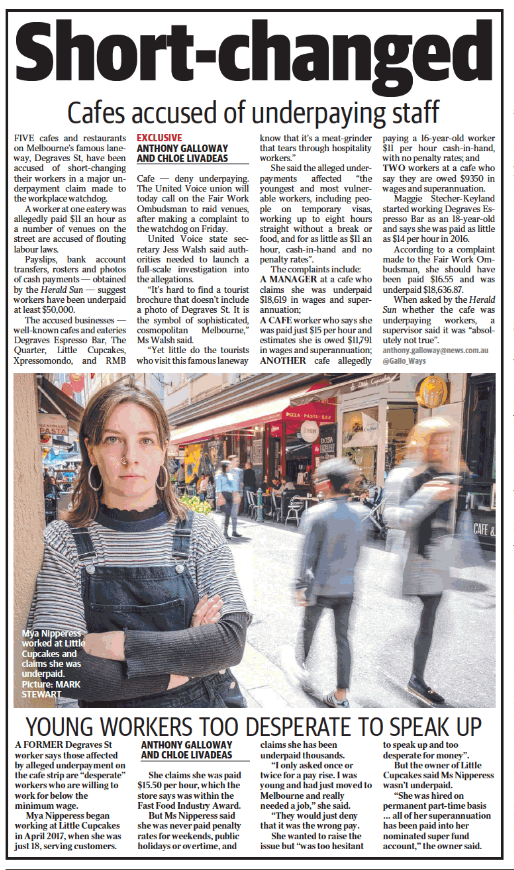 Short-changed
Cafes accused of underpaying staff
FIVE cafes and restaurants
on Melbourne's famous lane-
way, Degraves St, have been
accused of short-changing
their workers in a major un-
derpayment claim made to
the workplace watchdog.
A worker at one eatery was
allegedly paid $11 an hour as
a number of venues on the
street are accused of flouting
labour laws.
Payslips, bank account
transfers, rosters and photos
of cash payments — obtained
by the Herald Sun — suggest
workers have been underpaid
at least $50,000.
The accused businesses —
well-known cafes and eateries
Degraves Espresso Bar, The
Quarter, Little Cupcakes,
Xpressomondo, and RMB
EXCLUSIVE
ANTHONY GALLOWAY
AND CHLOE LIVADEAS
Cafe — deny underpaying.
The United Voice union will
today call on the Fair Work
Ombudsman to raid venues,
after making a complaint to
the watchdog on Friday.
United Voice state sec-
retary Jess Walsh said auth-
orities needed to launch a
full-scale investigation into
the allegations.
"It's hard to find a tourist
brochure that doesn't include
a photo of Degraves St. It is
the symbol of sophisticated,
cosmopolitan Melbourne,"
Ms Walsh said.
"Yet little do the tourists
who visit this famous laneway
know that it's a meat-grinder
that tears through hospitality
workers."
She said the alleged under-
payments affected "the
youngest and most vulner-
able workers, including peo-
ple on temporary visas,
working up to eight hours
straight without a break or
food, and for as little as $11 an
hour, cash-in-hand and no
penalty rates".
The complaints include:
A MANAGER at a cafe who
claims she was underpaid
$18,619 in wages and super-
annuation;
A CAFE worker who says she
was paid just $15 per hour and
estimates she is owed $11,791
in wages and superannuation;
ANOTHER cafe allegedly
paying a 16-year-old worker
$11 per hour cash-in-hand,
with no penalty rates; and
TWO workers at a cafe who
say they are owed $9350 in
wages and superannuation.
Maggie Stecher-Keyland
started working Degraves Es-
presso Bar as an 18-year-old
and says she was paid as little
as $14 per hour in 2016.
According to a complaint
made to the Fair Work Om-
budsman, she should have
been paid $16.55 and was
underpaid $18,636.87.
When asked by the Herald
Sun whether the cafe was
underpaying workers, a
supervisor said it was "absol-
utely not true".
anthony.galloway@news.com.au
@Gallo_Ways
PASTA
PIZZA · PASTA · BAR
CAFE &
Mya Nipperess
worked at Little
Cupcakes and
claims she was
underpaid.
Picture: MARK
STEWART
YOUNG WORKERS TOO DESPERATE TO SPEAK UP
A FORMER Degraves St
worker says those affected
by alleged underpayment on
the cafe strip are "desperate"
workers who are willing to
work for below the
minimum wage.
Mya Nipperess began
working at Little Cupcakes
in April 2017, when she was
just 18, serving customers.
ANTHONY GALLOWAY
AND CHLOE LIVADEAS
She claims she was paid
$15.50 per hour, which the
store says was within the
Fast Food Industry Award.
But Ms Nipperess said
she was never paid penalty
rates for weekends, public
holidays or overtime, and
claims she has been
underpaid thousands.
"I only asked once or
twice for a pay rise. I was
young and had just moved to
Melbourne and really
needed a job," she said.
"They would just deny
that it was the wrong pay.
She wanted to raise the
issue but "was too hesitant
to speak up and too
desperate for money".
But the owner of Little
Cupcakes said Ms Nipperess
wasn't underpaid.
"She was hired on
permanent part-time basis
... all of her superannuation
has been paid into her
nominated super fund
account," the owner said.